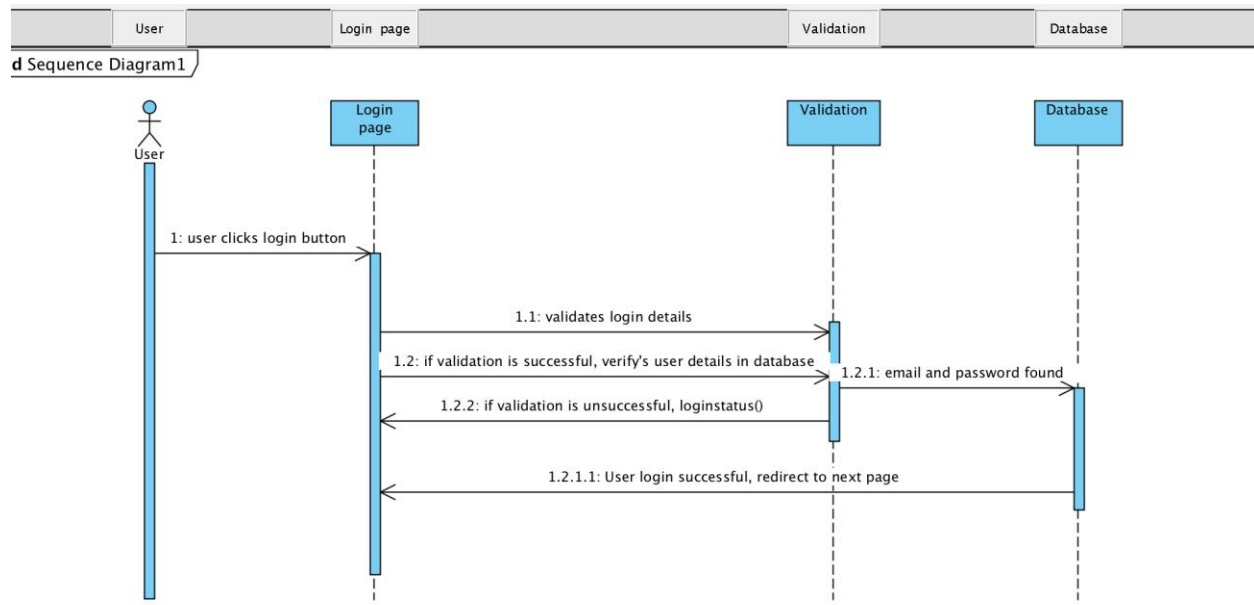 User Login page Validation Database
d Sequence Diagram1
Login
page
Validation
Database
User
1: user clicks login button
1.1: validates login details
1.2: if validation is successful, verify's user details in database
1.2.1: email and password found
1.2.2: if validation is unsuccessful, loginstatus()
1.2.1.1: User login successful, redirect to next page